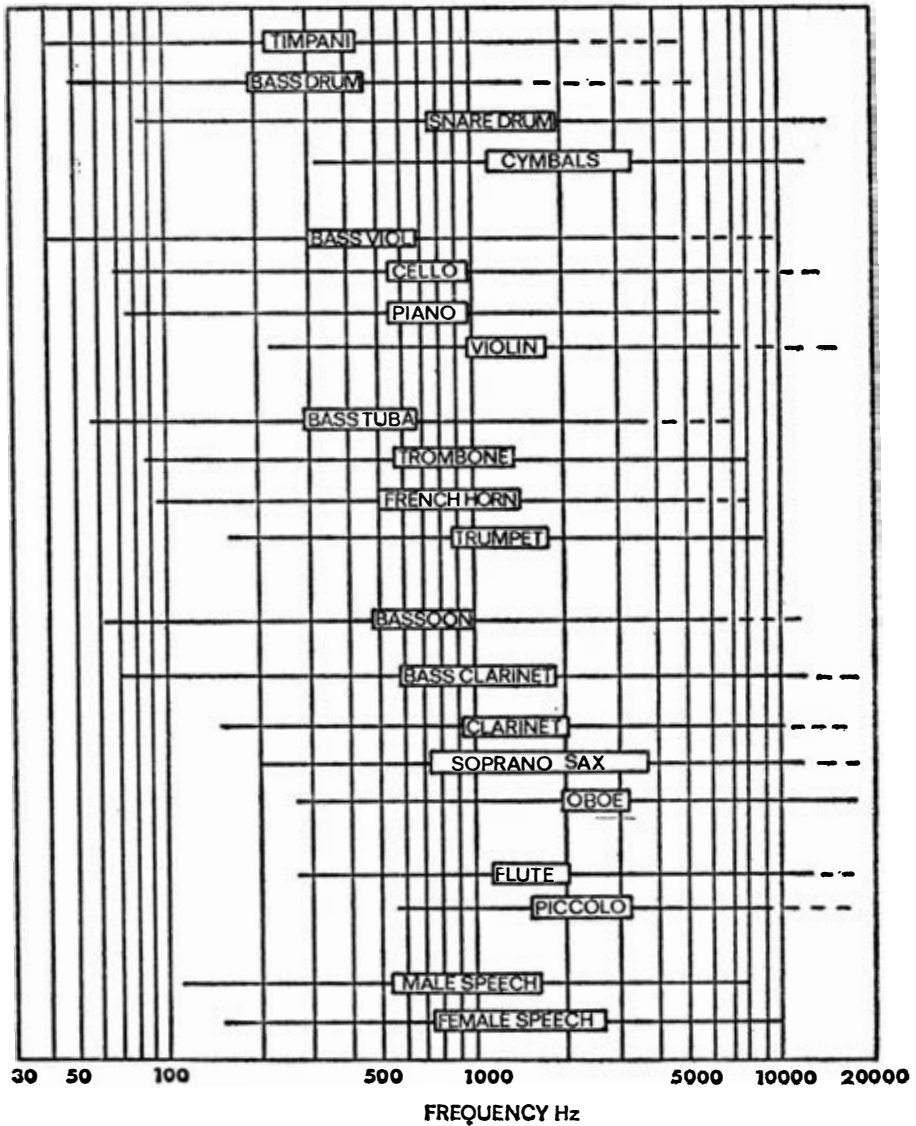 TIMPANI
BASS DRUM
SNARE DRUM
CYMBALS
BASS VIOL
CELLO
PIANO
VIOLIN
BASS TUBA
TROMBONE
FRENCH HORN
TRUMPET
BASSOON
BASS CLARINET
CLARINET
SOPRANO SAX
OBOE
FLUTE
PICCOLO
MALE SPEECH
FEMALE SPEECH
30 50 100 500 1000 5000 10000 20000
FREQUENCY Hz